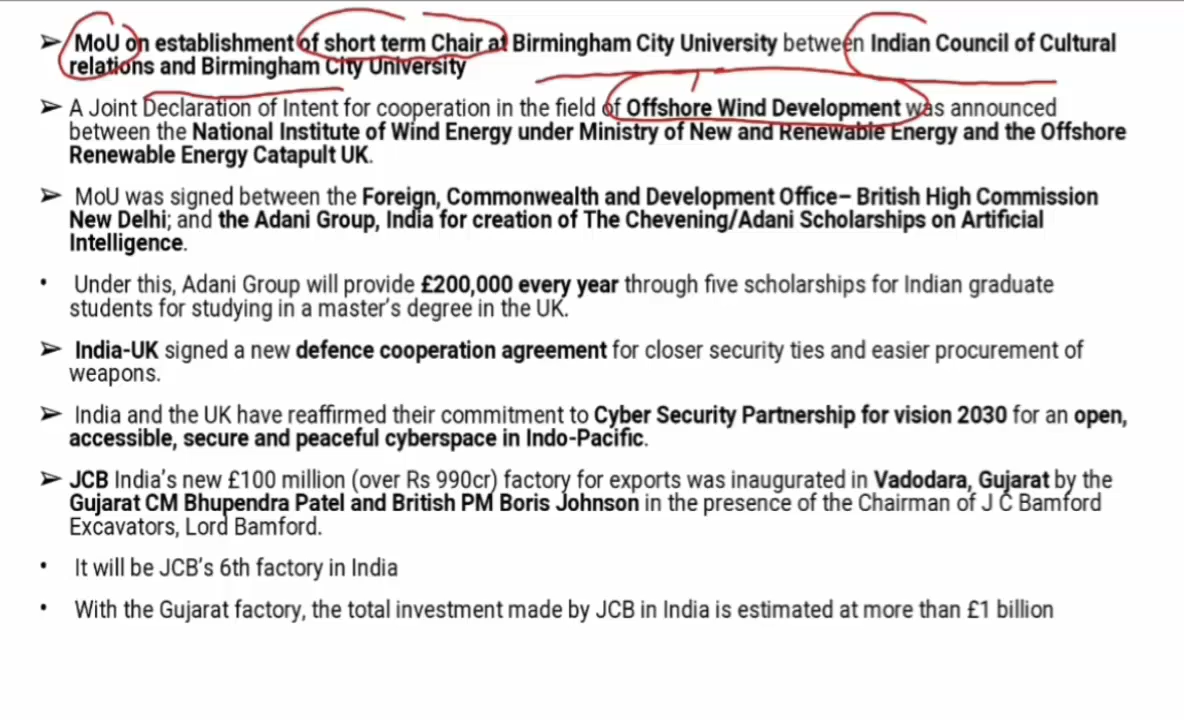 ➢ MoU on establishment of short term Chair at Birmingham City University between Indian Council of Cultural
relations and Birmingham City University
➢ A Joint Declaration of Intent for cooperation in the field of Offshore Wind Development was announced
between the National Institute of Wind Energy under Ministry of New and Renewable Energy and the Offshore
Renewable Energy Catapult UK.
➢ MoU was signed between the Foreign, Commonwealth and Development Office– British High Commission
New Delhi; and the Adani Group, India for creation of The Chevening/Adani Scholarships on Artificial
Intelligence.
• Under this, Adani Group will provide £200,000 every year through five scholarships for Indian graduate
students for studying in a master's degree in the UK.
➢ India-UK signed a new defence cooperation agreement for closer security ties and easier procurement of
weapons.
➢ India and the UK have reaffirmed their commitment to Cyber Security Partnership for vision 2030 for an open,
accessible, secure and peaceful cyberspace in Indo-Pacific.
➢ JCB India's new £100 million (over Rs 990cr) factory for exports was inaugurated in Vadodara, Gujarat by the
Gujarat CM Bhupendra Patel and British PM Boris Johnson in the presence of the Chairman of J C Bamford
Excavators, Lord Bamford.
• It will be JCB's 6th factory in India
• With the Gujarat factory, the total investment made by JCB in India is estimated at more than £1 billion